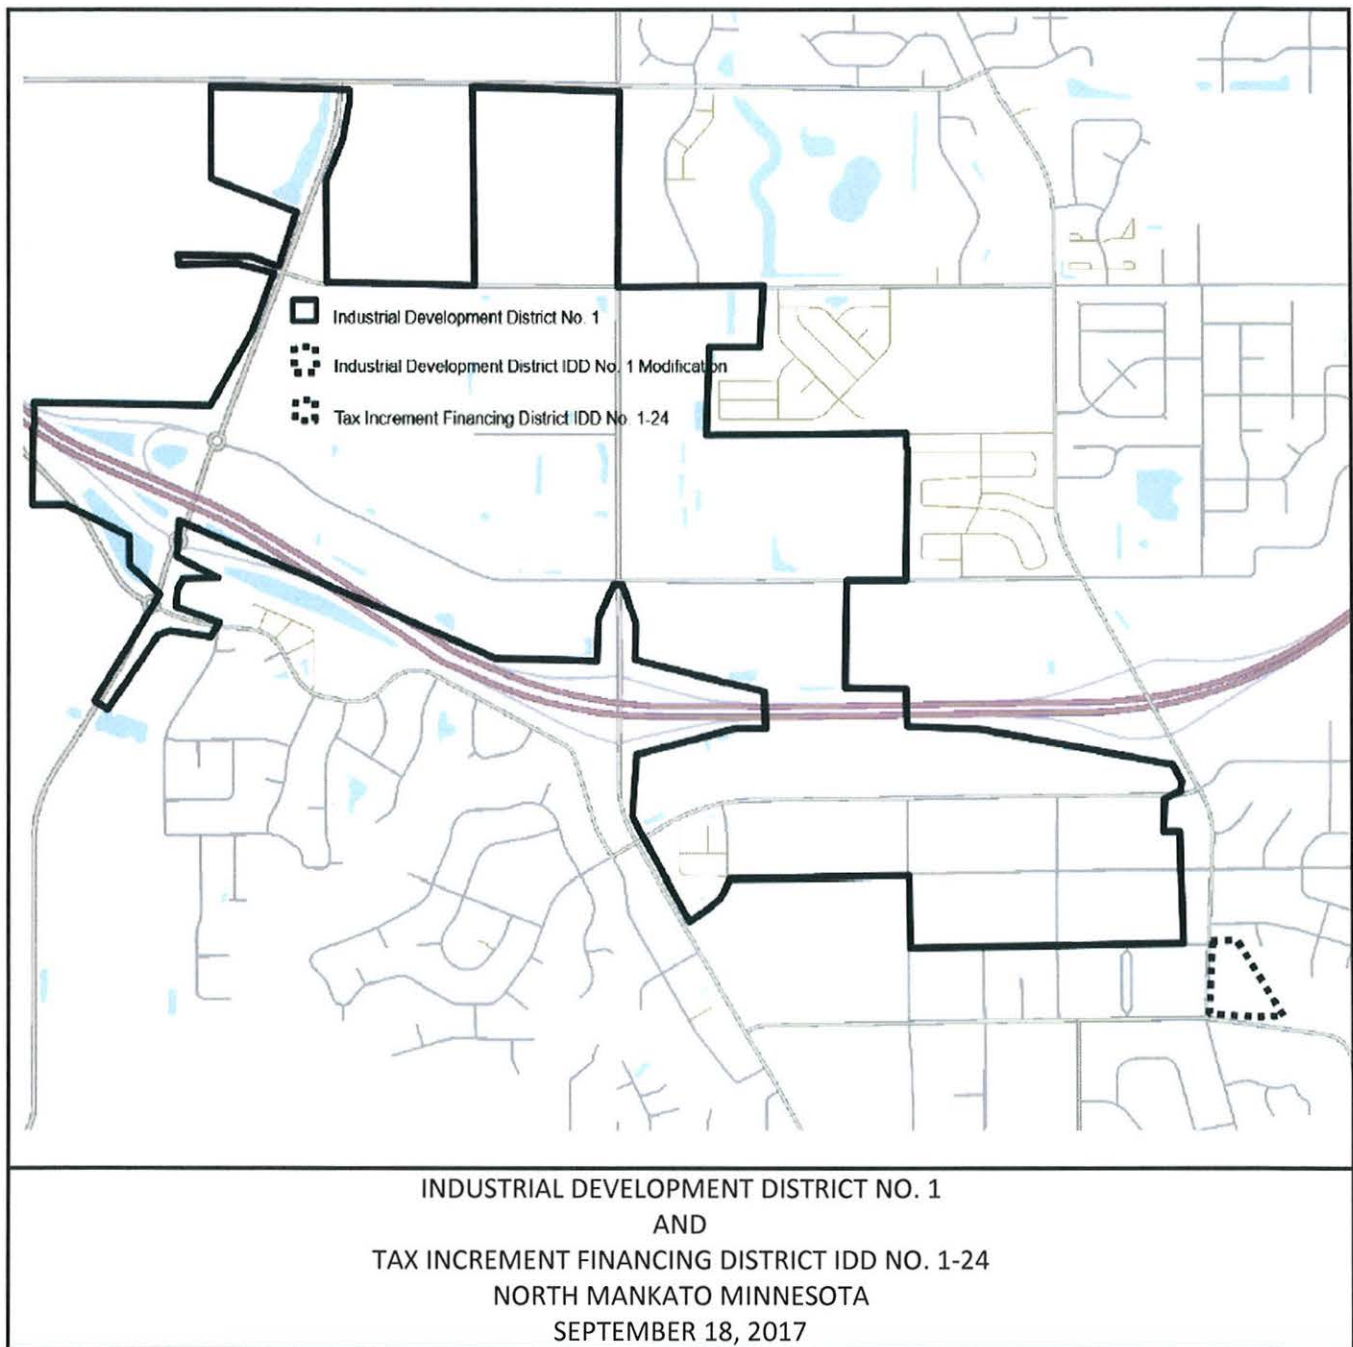 Industrial Development District No. 1
Industrial Development District IDD No. 1 Modification
Tax Increment Financing District IDD No. 1-24
INDUSTRIAL DEVELOPMENT DISTRICT NO. 1
AND
TAX INCREMENT FINANCING DISTRICT IDD NO. 1-24
NORTH MANKATO MINNESOTA
SEPTEMBER 18, 2017